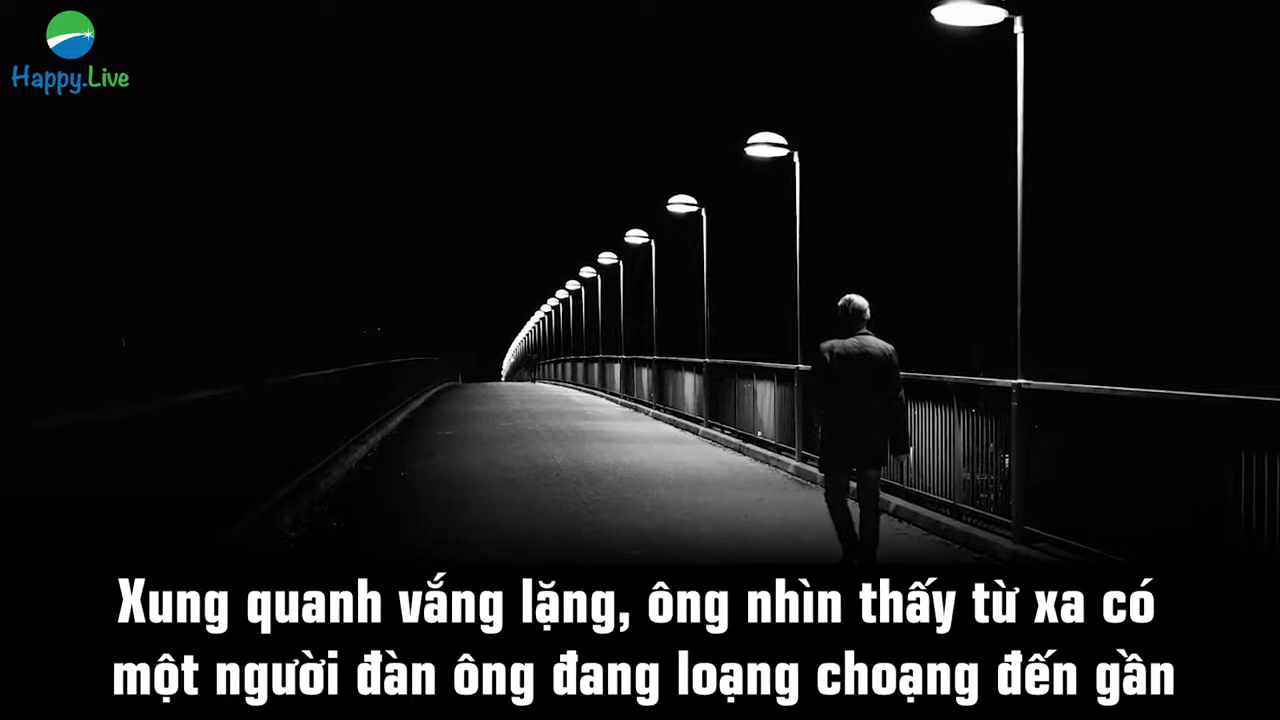 Happy.Live
Xung quanh vắng lặng, ông nhìn thấy từ xa có
một người đàn ông đang loạng choạng đến gần